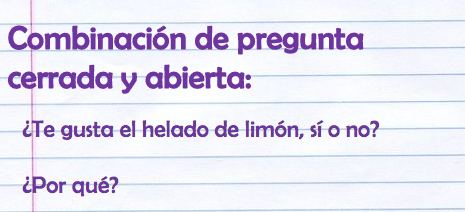 Combinación de pregunta
cerrada y abierta:
¿Te gusta el helado de limón, sí o no?
¿Por qué?